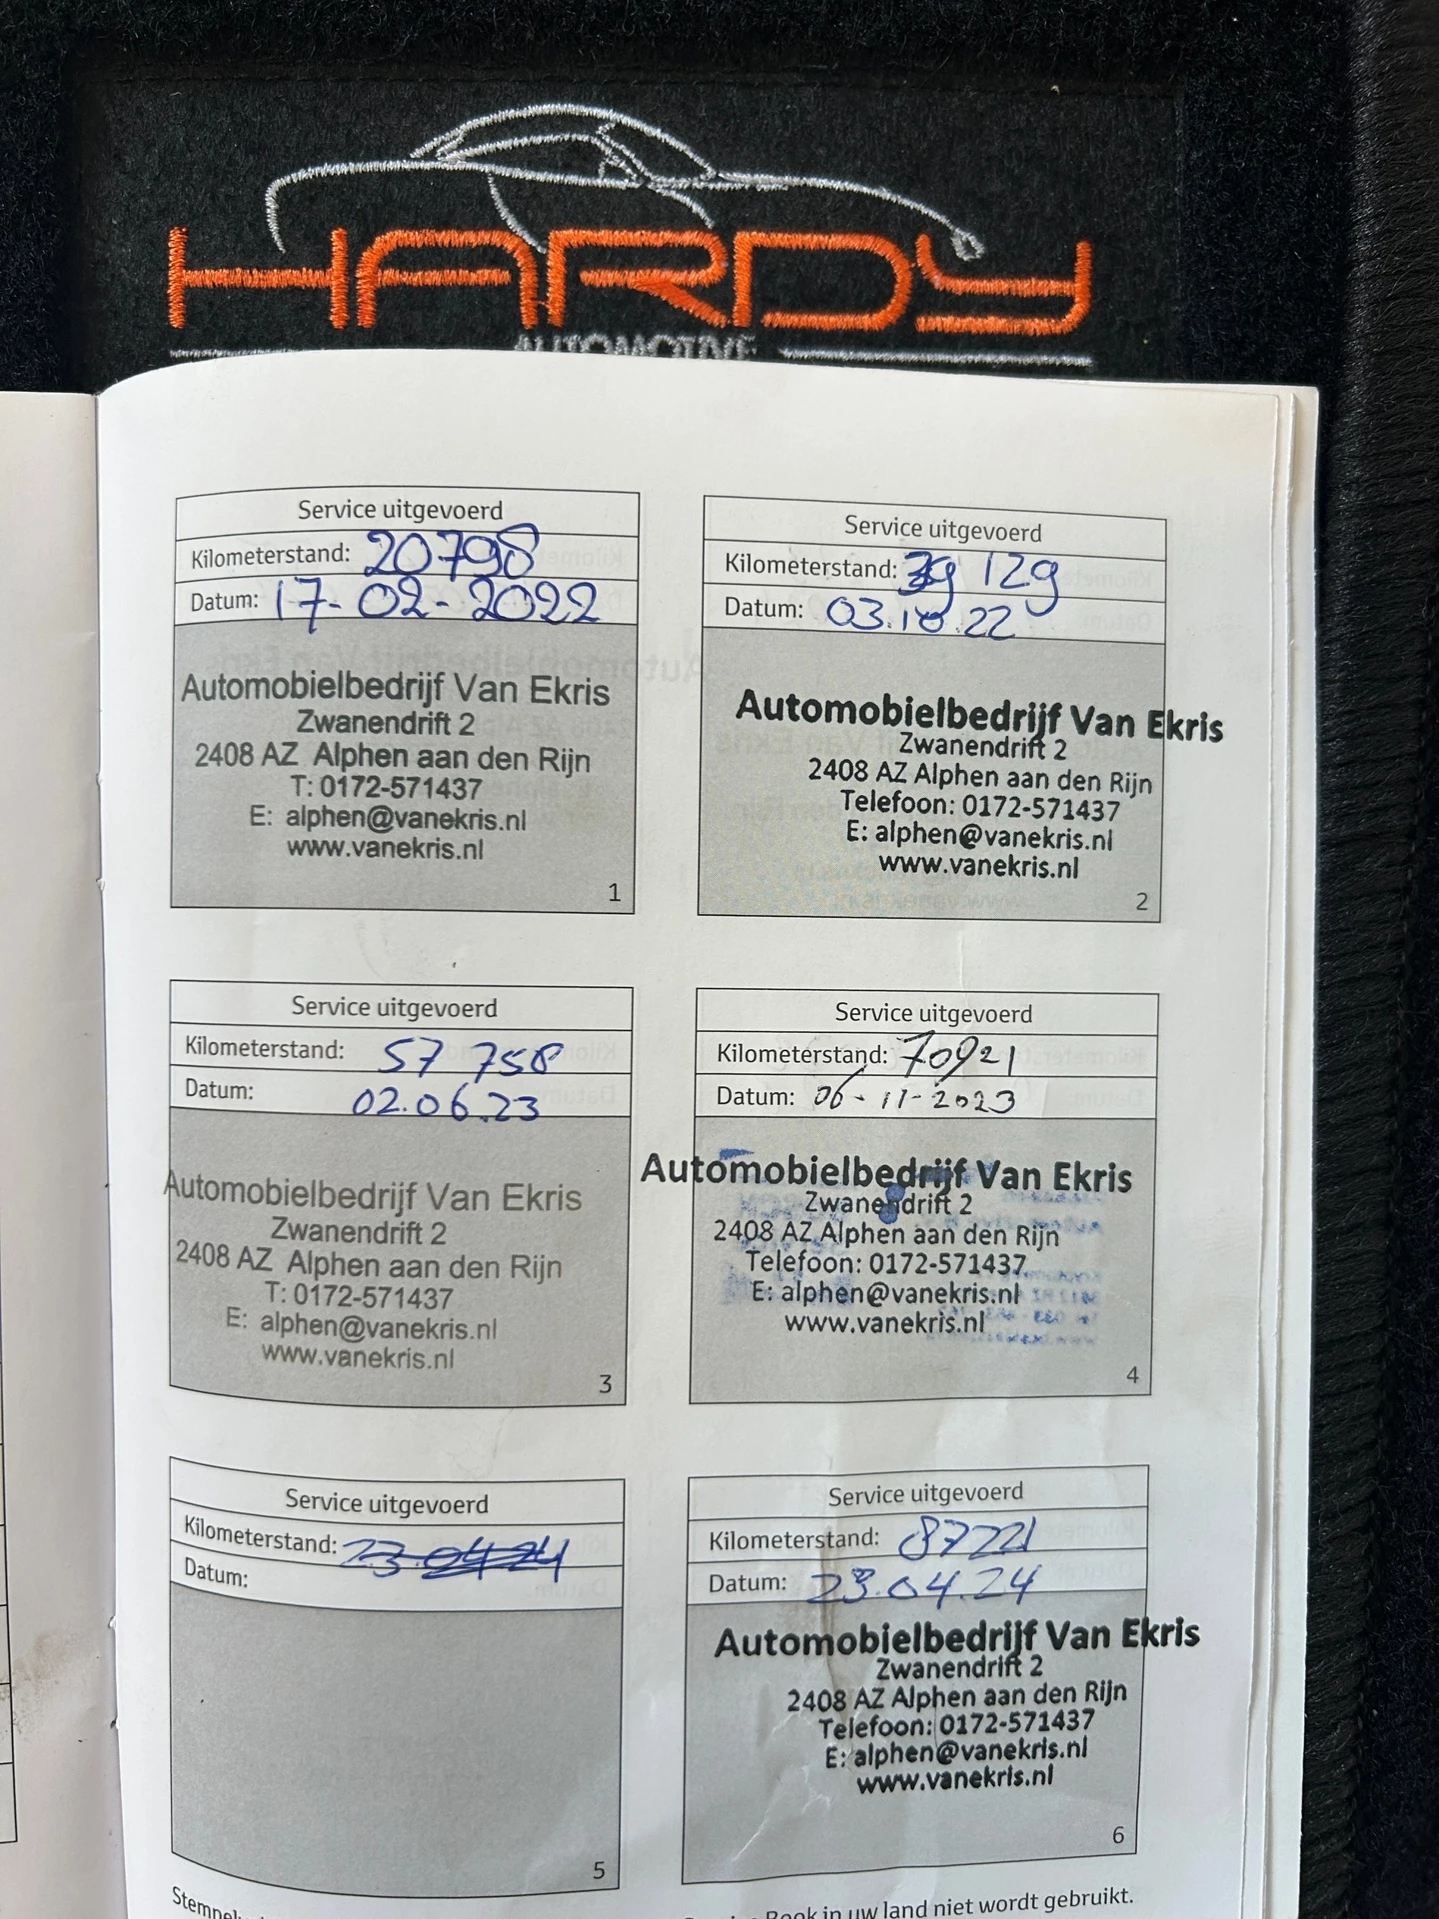 HARDY
AUTOMOTIVE
Service uitgevoerd
Kilometerstand: 20798
Datum: 17-02-2022
Automobielbedrijf Van Ekris
Zwanendrift 2
2408 AZ Alphen aan den Rijn
T: 0172-571437
E: alphen@vanekris.nl
www.vanekris.nl
1
Service uitgevoerd
Kilometerstand: 39 129
Datum: 03.10.22
Automobielbedrijf Van Ekris
Zwanendrift 2
2408 AZ Alphen aan den Rijn
Telefoon: 0172-571437
E: alphen@vanekris.nl
www.vanekris.nl
2
Service uitgevoerd
Kilometerstand: 57 758
Datum: 02.06.23
Automobielbedrijf Van Ekris
Zwanendrift 2
2408 AZ Alphen aan den Rijn
T: 0172-571437
E: alphen@vanekris.nl
www.vanekris.nl
3
Service uitgevoerd
Kilometerstand: 70921
Datum: 06-11-2023
Automobielbedrijf Van Ekris
Zwanendrift 2
2408 AZ Alphen aan den Rijn
Telefoon: 0172-571437
E: alphen@vanekris.nl
www.vanekris.nl
4
Service uitgevoerd
Kilometerstand: 23.04.24
Datum:
5
Service uitgevoerd
Kilometerstand: 87221
Datum: 23.04.24
Automobielbedrijf Van Ekris
Zwanendrift 2
2408 AZ Alphen aan den Rijn
Telefoon: 0172-571437
E: alphen@vanekris.nl
www.vanekris.nl
6
Book in uw land niet wordt gebruikt.